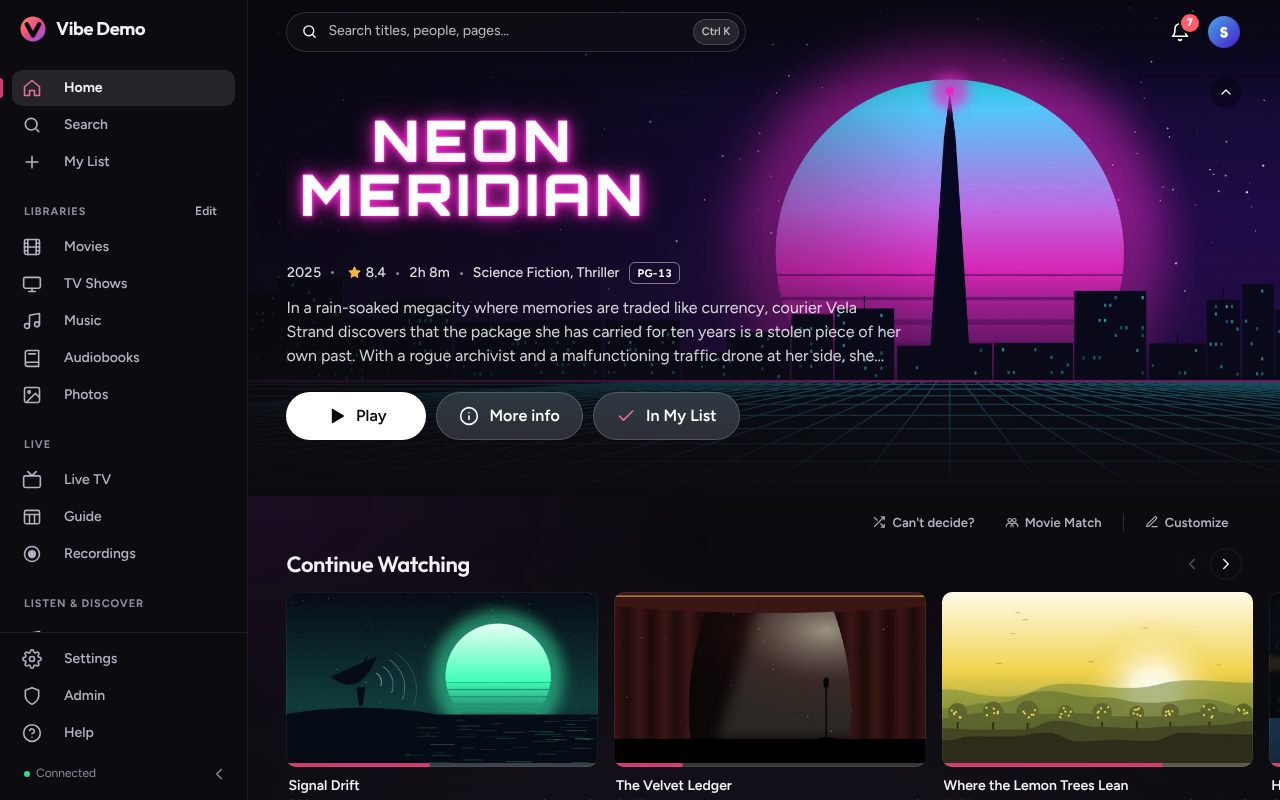 Vibe Demo
Search titles, people, pages...
Ctrl K
7
S
Home
Search
My List
LIBRARIES
Edit
Movies
TV Shows
Music
Audiobooks
Photos
LIVE
Live TV
Guide
Recordings
LISTEN & DISCOVER
Settings
Admin
Help
Connected
NEON
MERIDIAN
2025 • 8.4 • 2h 8m • Science Fiction, Thriller PG-13
In a rain-soaked megacity where memories are traded like currency, courier Vela
Strand discovers that the package she has carried for ten years is a stolen piece of her
own past. With a rogue archivist and a malfunctioning traffic drone at her side, she...
Play
More info
In My List
Can't decide?
Movie Match
Customize
Continue Watching
Signal Drift
The Velvet Ledger
Where the Lemon Trees Lean